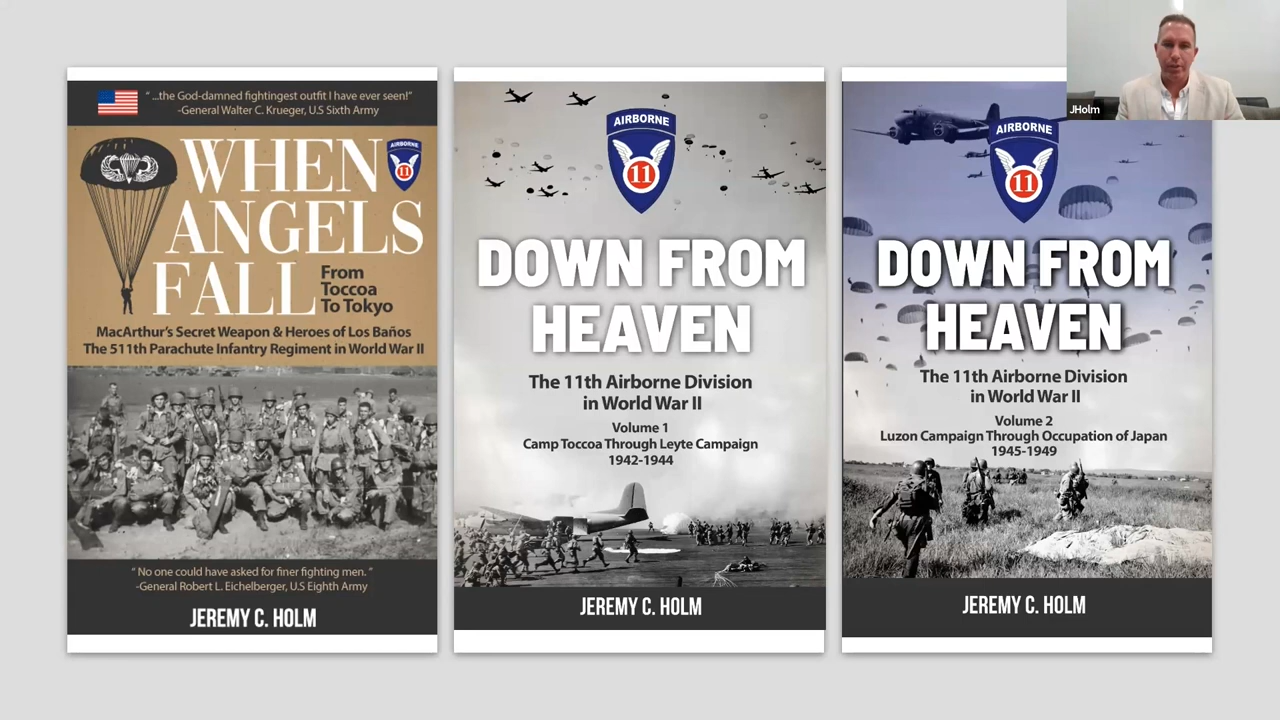 " ...the God-damned fightingest outfit I have ever seen!"
-General Walter C. Krueger, U.S Sixth Army
WHEN
ANGELS
FALL
From
Toccoa
To Tokyo
AIRBORNE
11
MacArthur's Secret Weapon & Heroes of Los Baños
The 511th Parachute Infantry Regiment in World War II
" No one could have asked for finer fighting men. "
-General Robert L. Eichelberger, U.S Eighth Army
JEREMY C. HOLM
AIRBORNE
11
DOWN FROM
HEAVEN
The 11th Airborne Division
in World War II
Volume 1
Camp Toccoa Through Leyte Campaign
1942-1944
JEREMY C. HOLM
AIRBORNE
11
DOWN FROM
HEAVEN
The 11th Airborne Division
in World War II
Volume 2
Luzon Campaign Through Occupation of Japan
1945-1949
JEREMY C. HOLM
JHolm